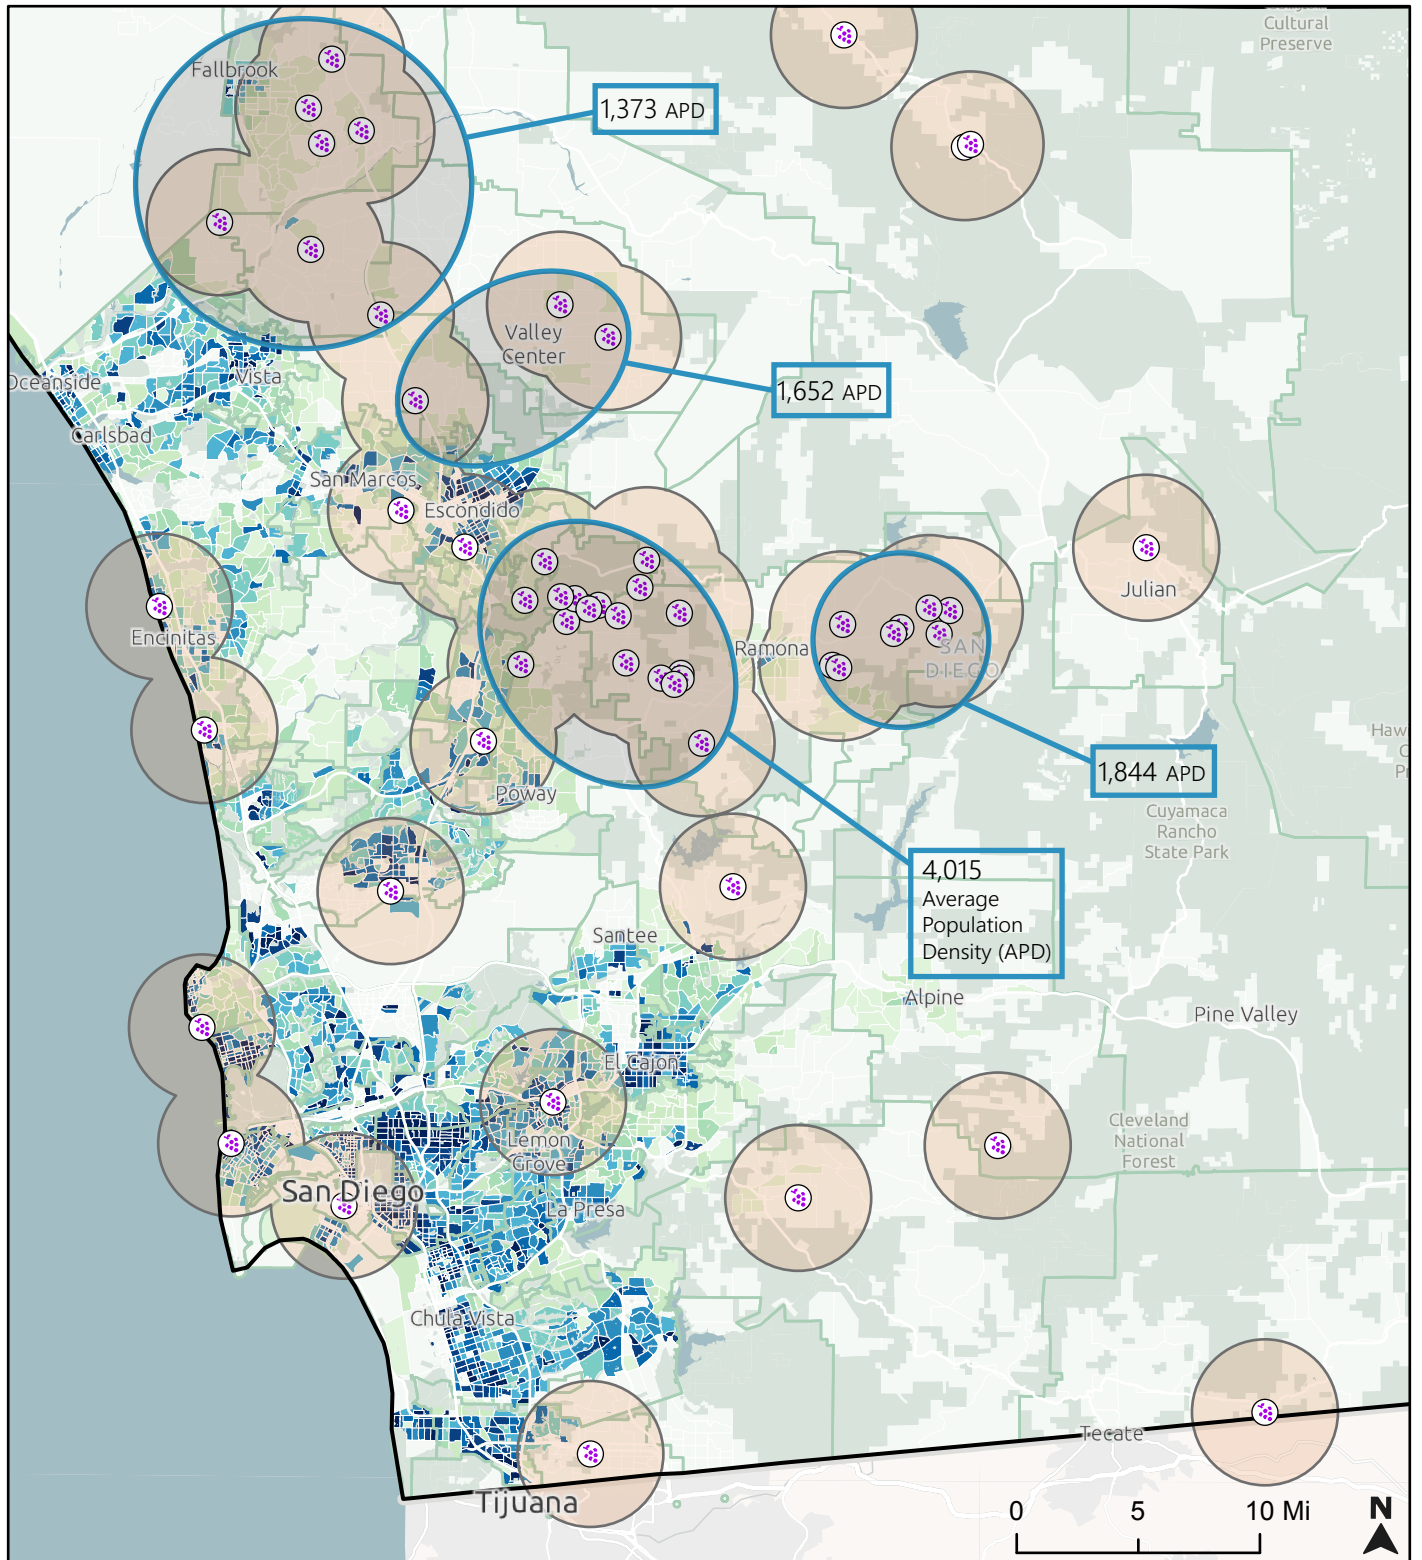 Cultural
Preserve
Fallbrook
1,373 APD
Valley
Center
Oceanside
Vista
1,652 APD
Carlsbad
San Marcos
Escondido
Julian
Encinitas
Ramona
SAN
DIEGO
Poway
1,844 APD
Cuyamaca
Rancho
State Park
4,015
Average
Population
Density (APD)
Santee
Alpine
Pine Valley
El Cajon
Cleveland
National
Forest
Lemon
Grove
San Diego
La Presa
Chula Vista
Tecate
Tijuana
0 5 10 Mi
N